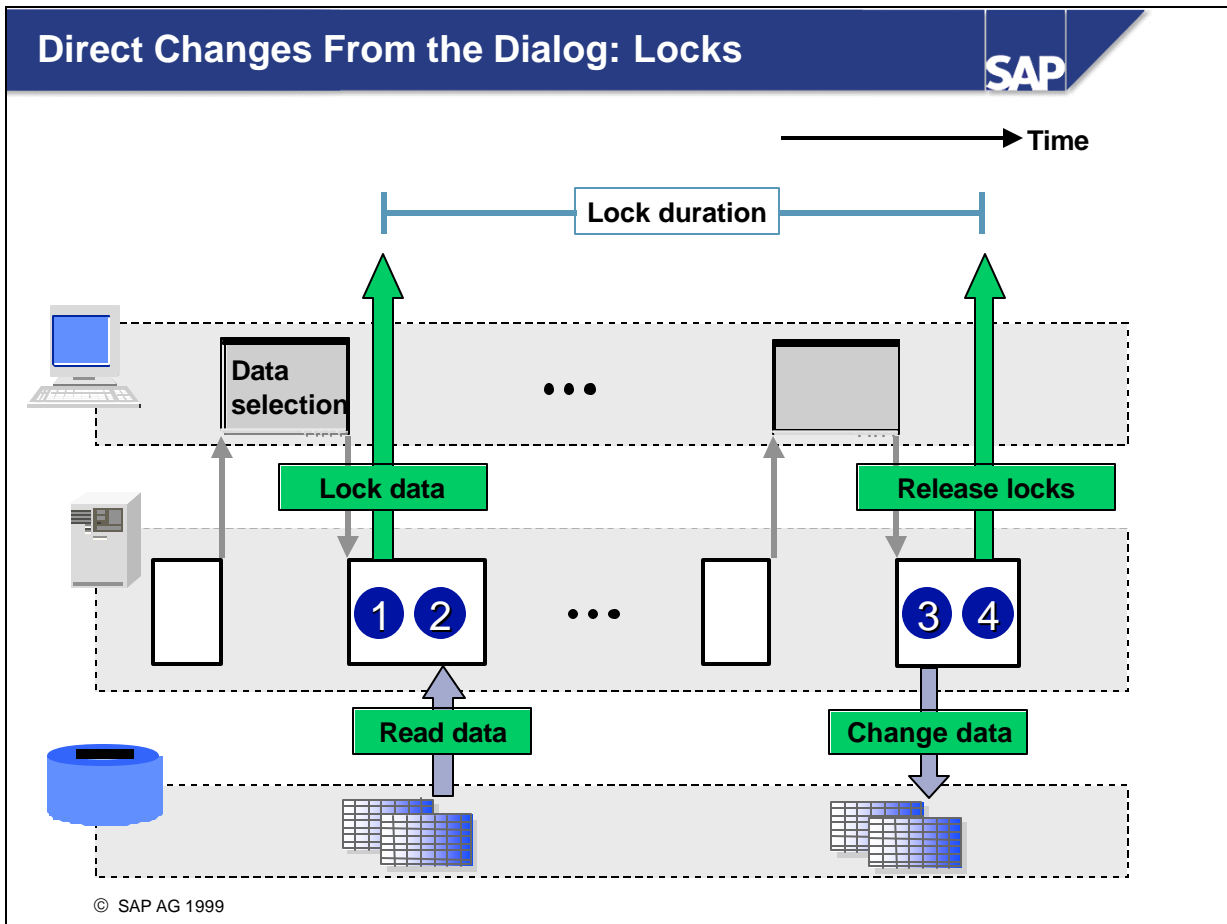 Direct Changes From the Dialog: Locks
SAP
Time
Lock duration
Data
selection
...
Lock data
Release locks
1 2
...
3 4
Read data
Change data
© SAP AG 1999